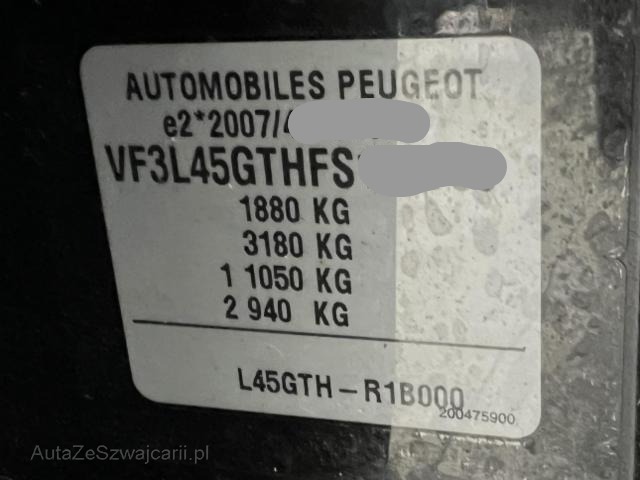 AUTOMOBILES PEUGEOT
e2*2007/
VF3L45GTHFS
1880 KG
3180 KG
1 1050 KG
2 940 KG
L45GTH-R1B000
200475900
AutaZeSzwajcarii.pl